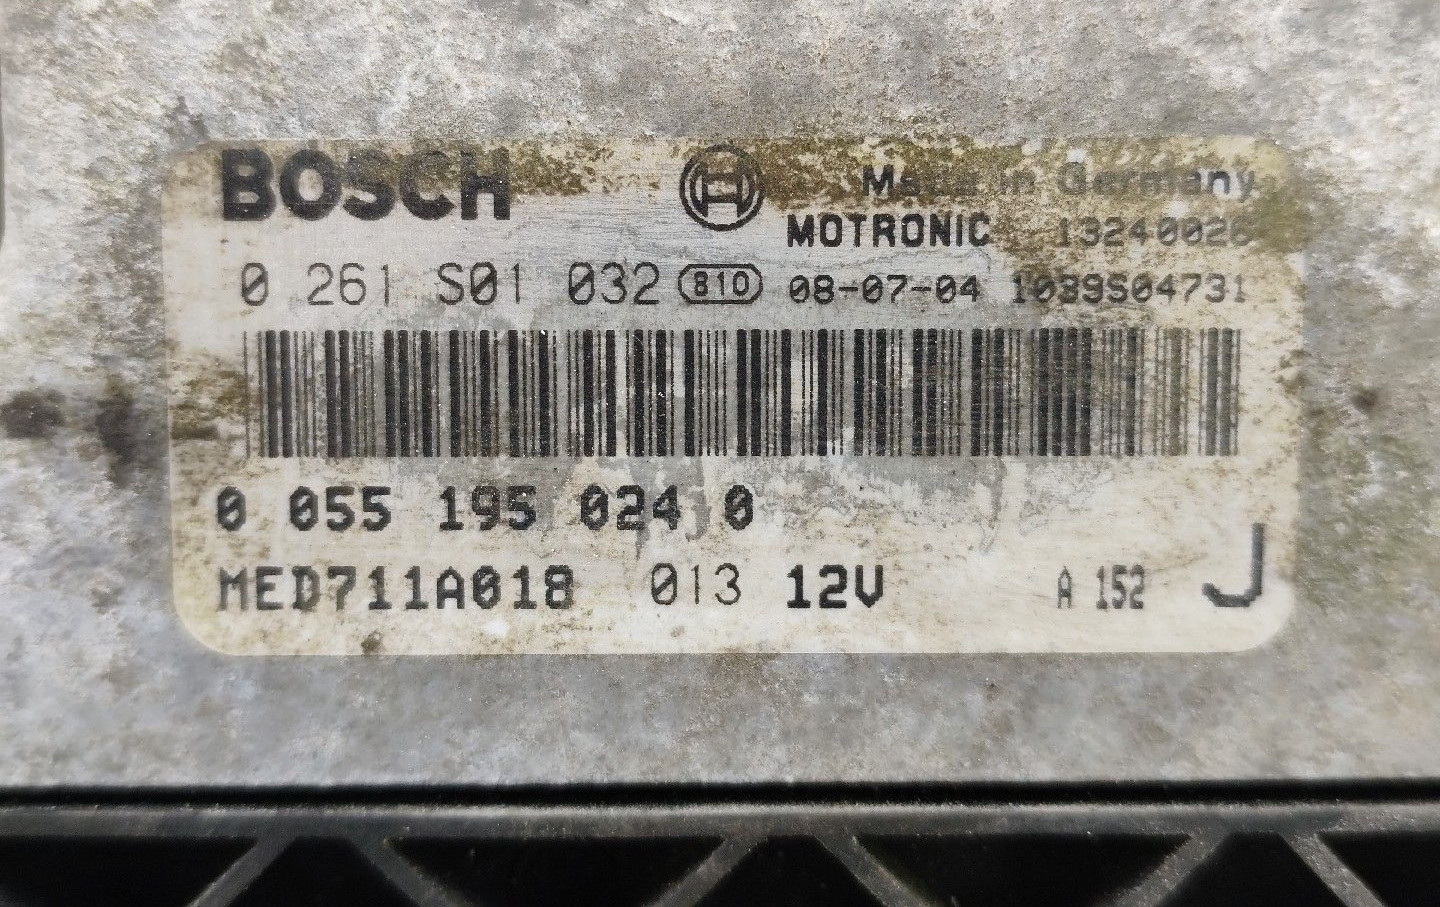 BOSCH Made in Germany
MOTRONIC 13240026
0 261 S01 032 810 08-07-04 1039S04731
0 055 195 024 0
MED711A018 013 12V A 152 J